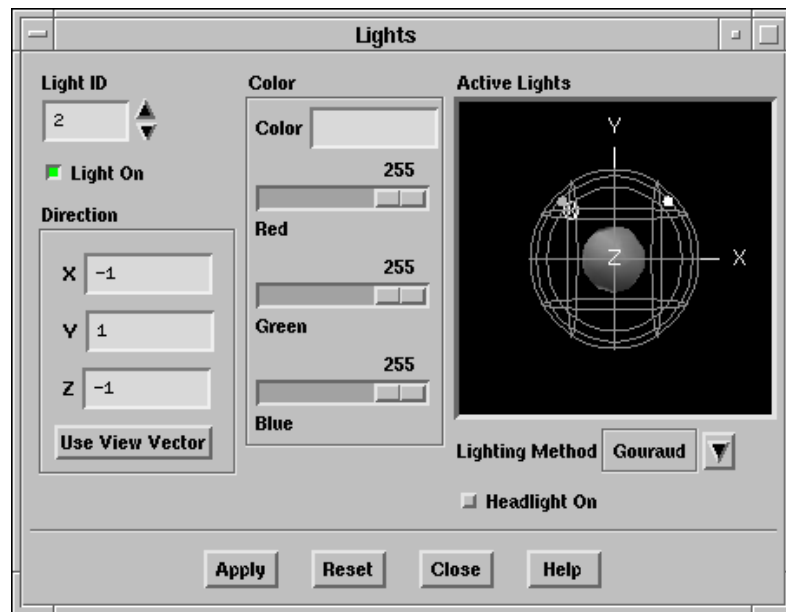 Lights
Light ID
2
Light On
Direction
X -1
Y 1
Z -1
Use View Vector
Color
Color
255
Red
255
Green
255
Blue
Active Lights
Y
Z
X
Lighting Method Gouraud
Headlight On
Apply Reset Close Help